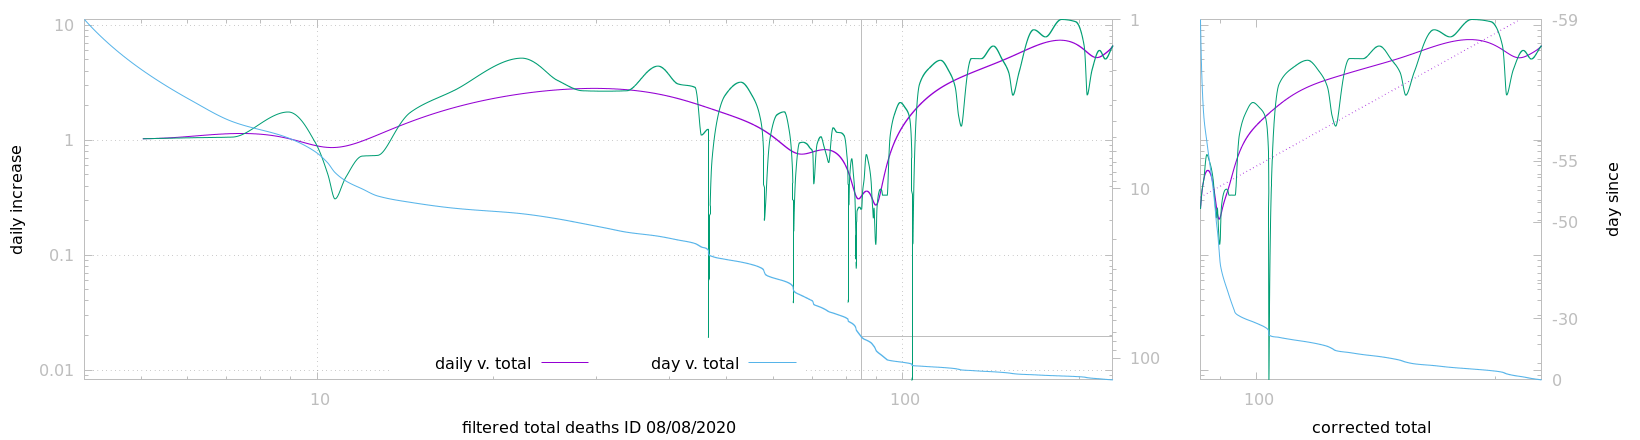 10
1
0.1
0.01
daily increase
daily v. total
day v. total
10
100
filtered total deaths ID 08/08/2020
1
10
100
100
corrected total
-59
-55
-50
-30
0
day since